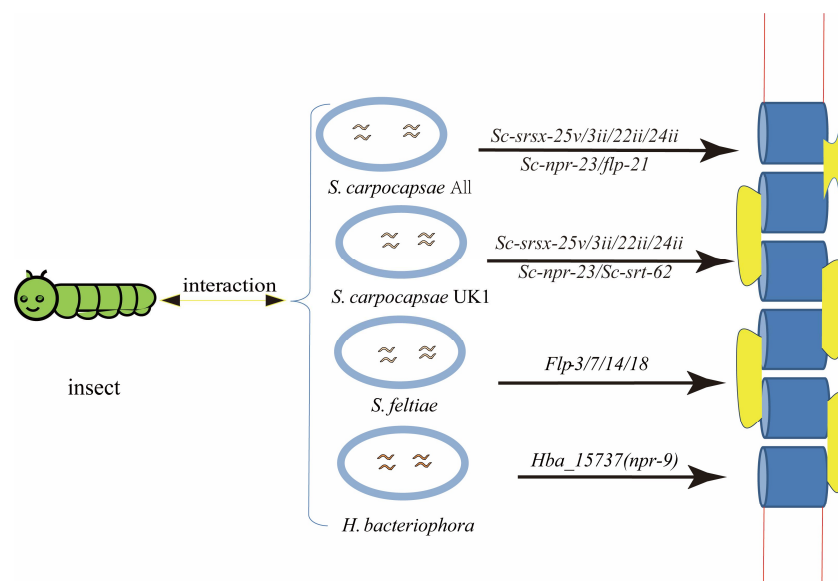 interaction
insect
Sc-srsx-25v/3ii/22ii/24ii
Sc-npr-23/flp-21
S. carpocapsae All
Sc-srsx-25v/3ii/22ii/24ii
Sc-npr-23/Sc-srt-62
S. carpocapsae UK1
Flp-3/7/14/18
S. feltiae
Hba_15737(npr-9)
H. bacteriophora